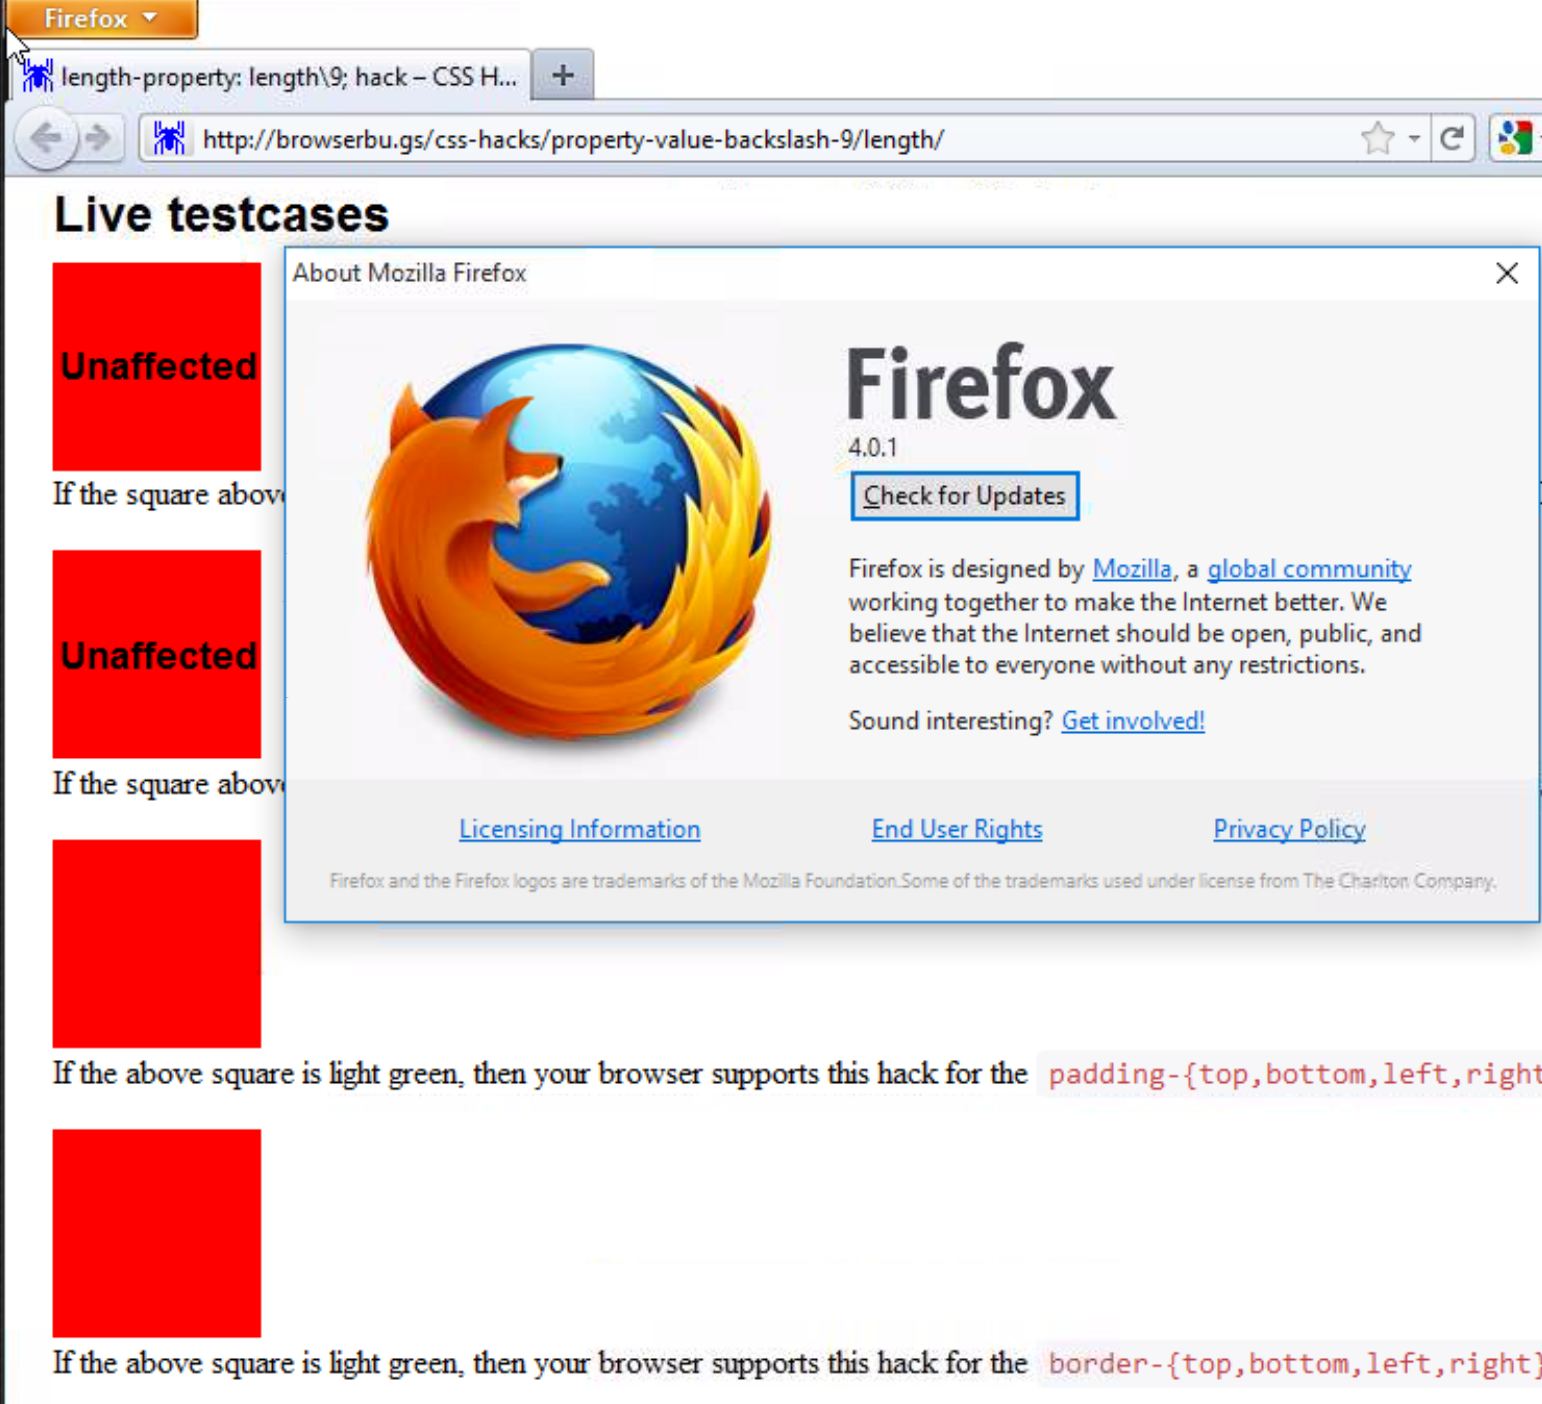 Firefox
length-property: length\9; hack – CSS H...
http://browserbu.gs/css-hacks/property-value-backslash-9/length/
Live testcases
About Mozilla Firefox
Unaffected
Firefox
4.0.1
Check for Updates
If the square above
Firefox is designed by Mozilla, a global community
working together to make the Internet better. We
believe that the Internet should be open, public, and
accessible to everyone without any restrictions.
Unaffected
Sound interesting? Get involved!
If the square above
Licensing Information End User Rights Privacy Policy
Firefox and the Firefox logos are trademarks of the Mozilla Foundation.Some of the trademarks used under license from The Charlton Company.
If the above square is light green, then your browser supports this hack for the padding-{top,bottom,left,right
If the above square is light green, then your browser supports this hack for the border-{top,bottom,left,right}